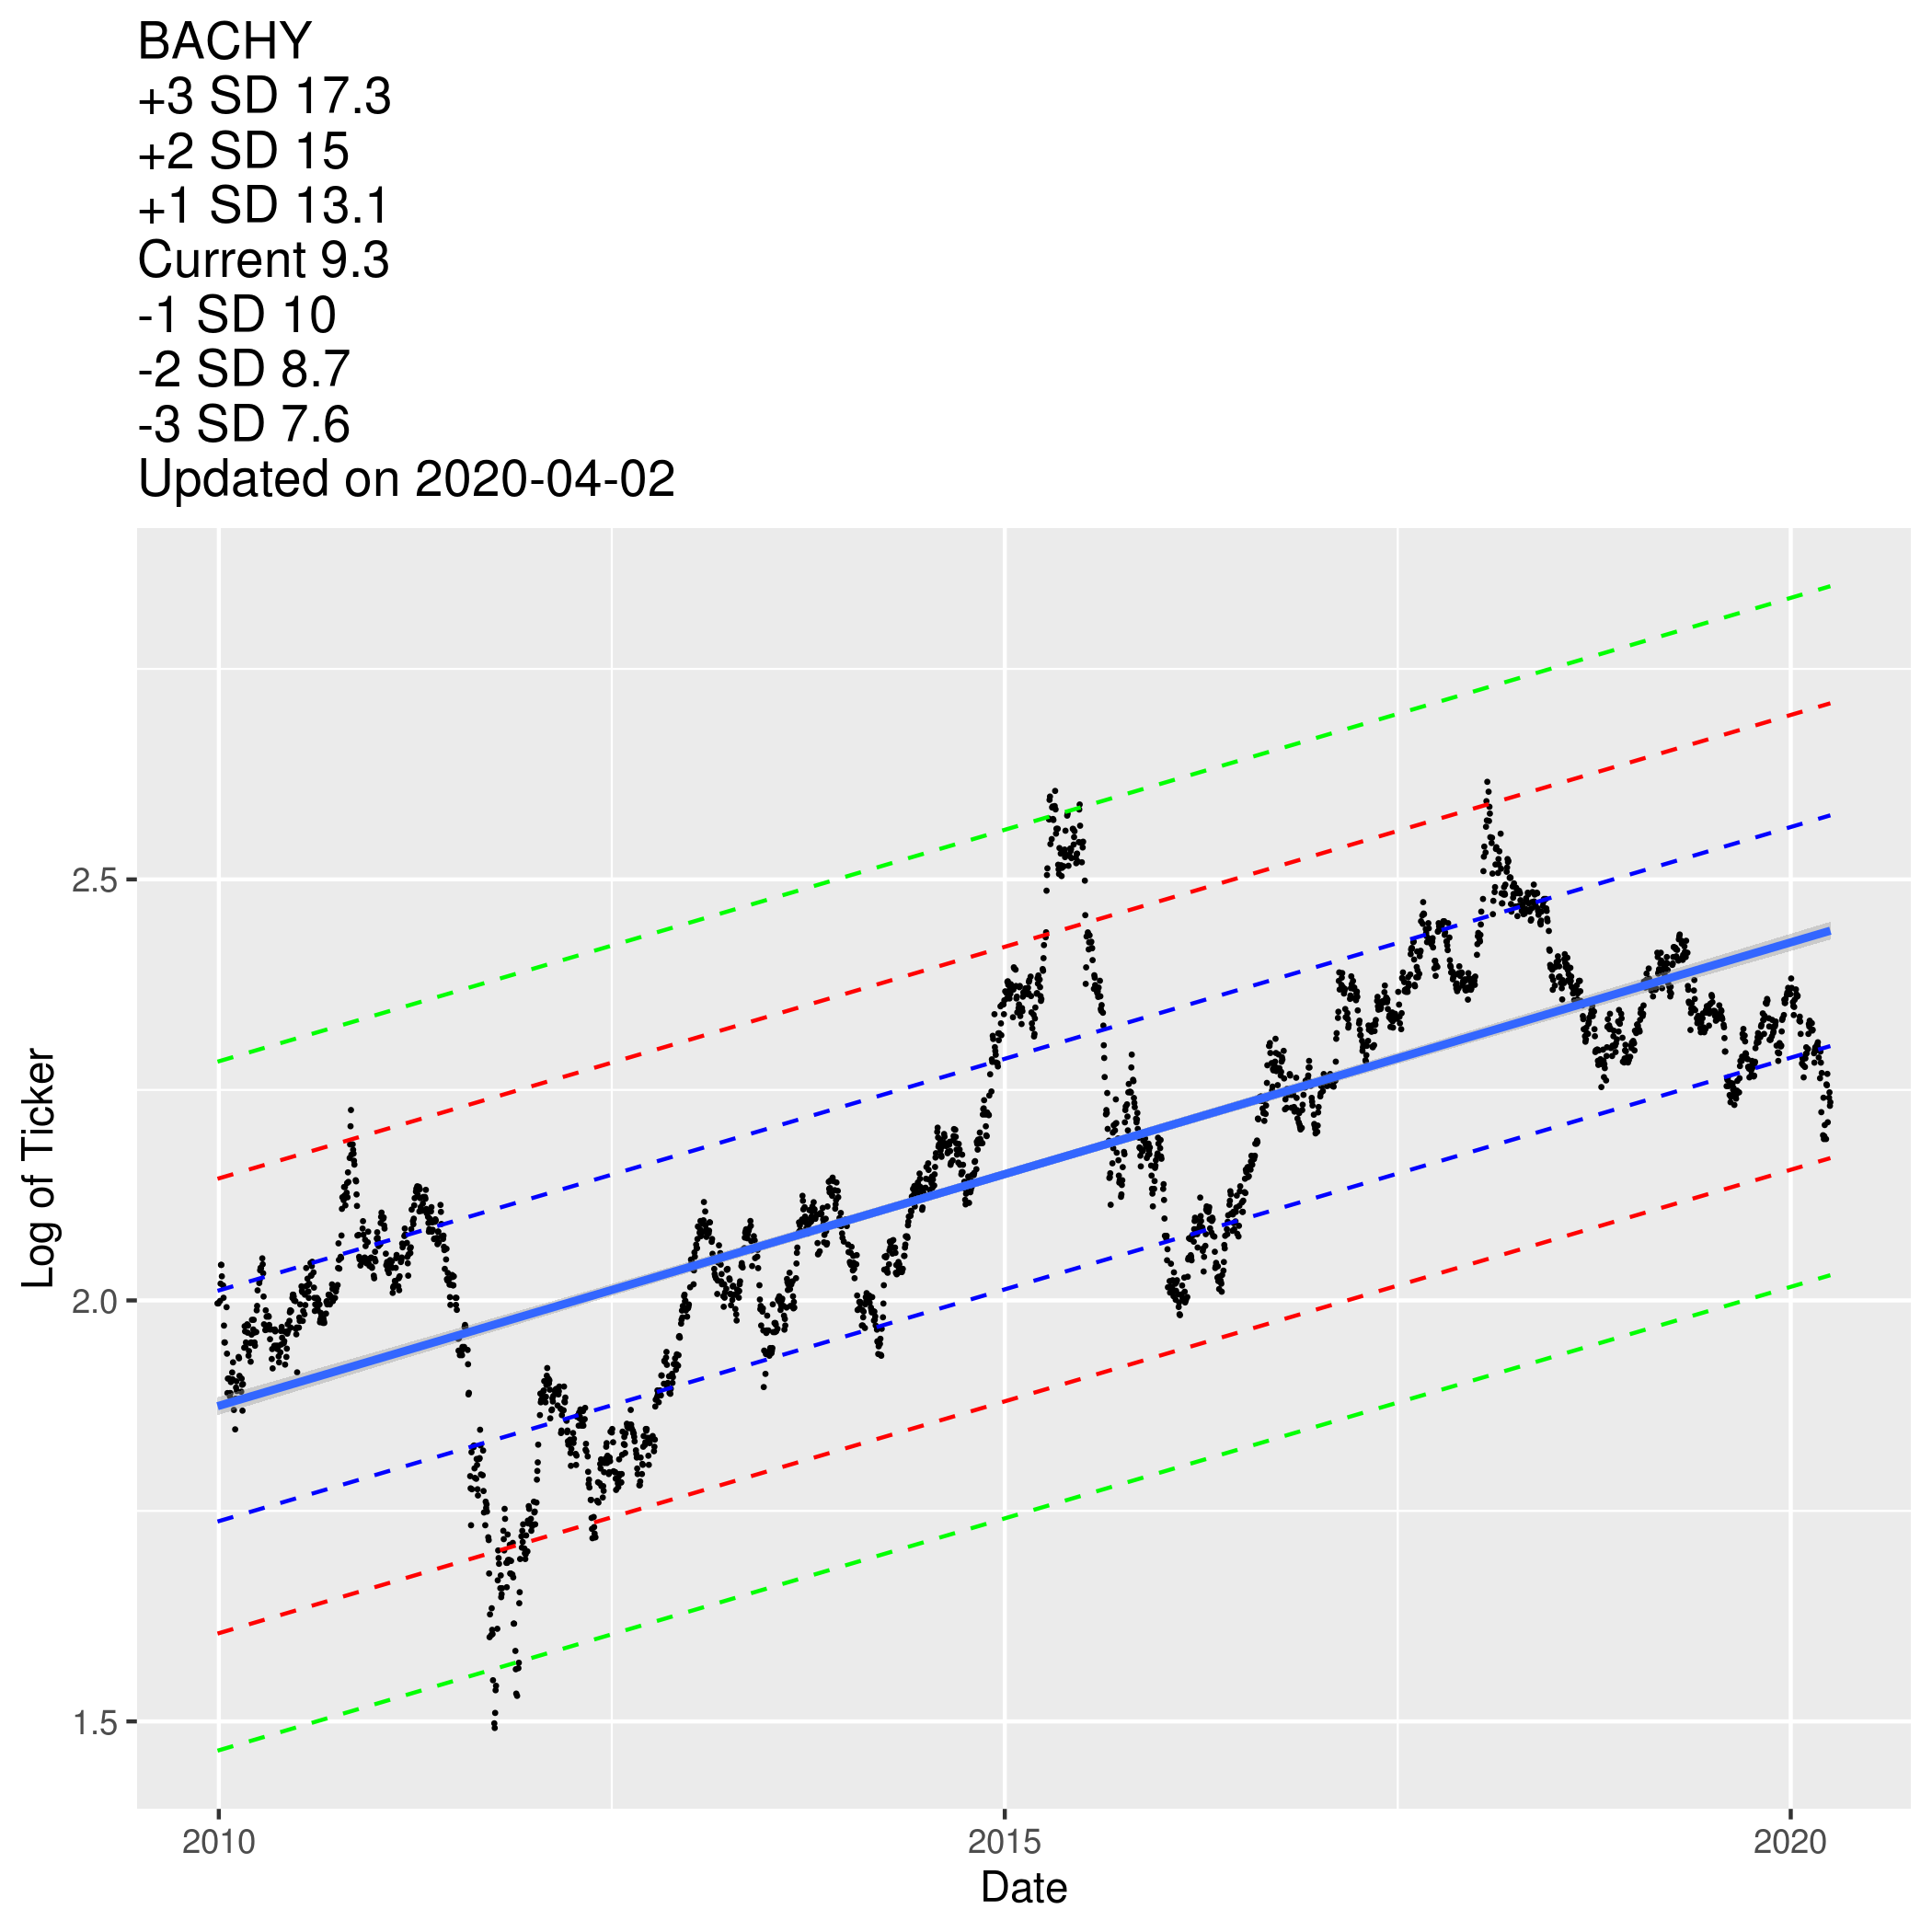 BACHY
+3 SD 17.3
+2 SD 15
+1 SD 13.1
Current 9.3
-1 SD 10
-2 SD 8.7
-3 SD 7.6
Updated on 2020-04-02
Log of Ticker
2.5
2.0
1.5
2010 2015 2020
Date